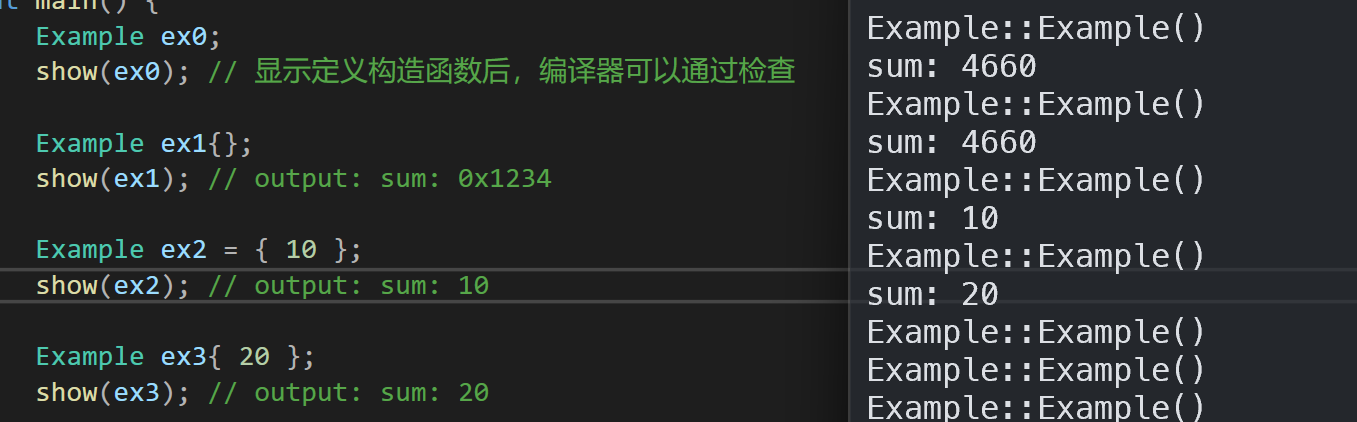 main() {
Example ex0;
show(ex0); // 显示定义构造函数后，编译器可以通过检查
Example ex1{};
show(ex1); // output: sum: 0x1234
Example ex2 = { 10 };
show(ex2); // output: sum: 10
Example ex3{ 20 };
show(ex3); // output: sum: 20
Example::Example()
sum: 4660
Example::Example()
sum: 4660
Example::Example()
sum: 10
Example::Example()
sum: 20
Example::Example()
Example::Example()
Example::Example()